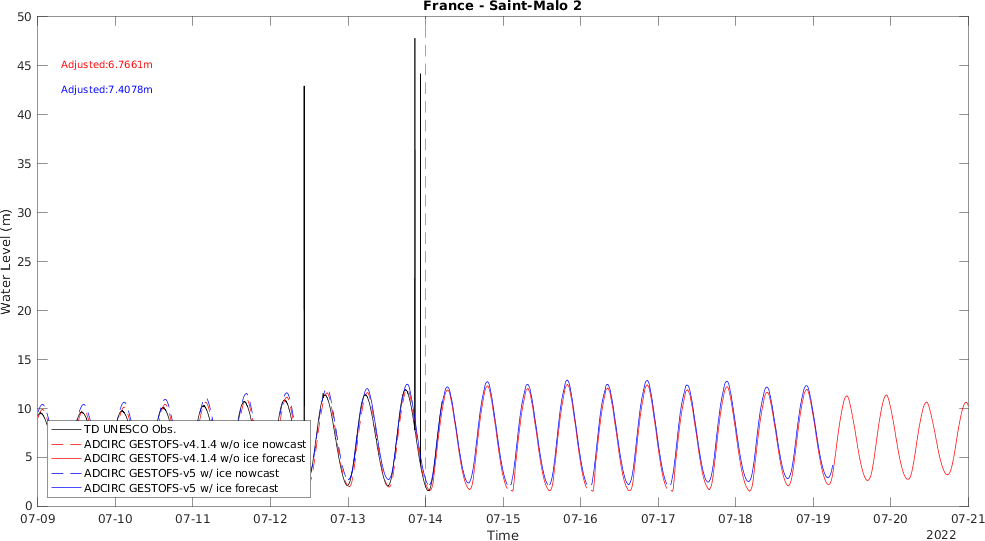 France - Saint-Malo 2
50
45
40
35
30
25
20
15
10
5
0
Water Level (m)
Adjusted:6.7661m
Adjusted:7.4078m
TD UNESCO Obs.
ADCIRC GESTOFS-v4.1.4 w/o ice nowcast
ADCIRC GESTOFS-v4.1.4 w/o ice forecast
ADCIRC GESTOFS-v5 w/ ice nowcast
ADCIRC GESTOFS-v5 w/ ice forecast
07-09 07-10 07-11 07-12 07-13 07-14 07-15 07-16 07-17 07-18 07-19 07-20 07-21
Time
2022